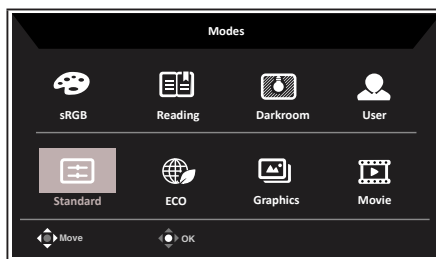 Modes
sRGB Reading Darkroom User
Standard ECO Graphics Movie
Move OK